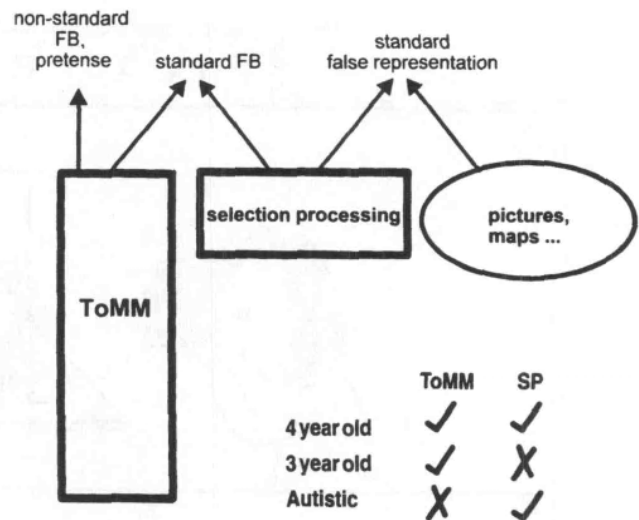 non-standard
FB,
pretense
standard FB
standard
false representation
selection processing
pictures,
maps ...
ToMM
ToMM SP
4 year old ✓ ✓
3 year old ✓ X
Autistic X ✓